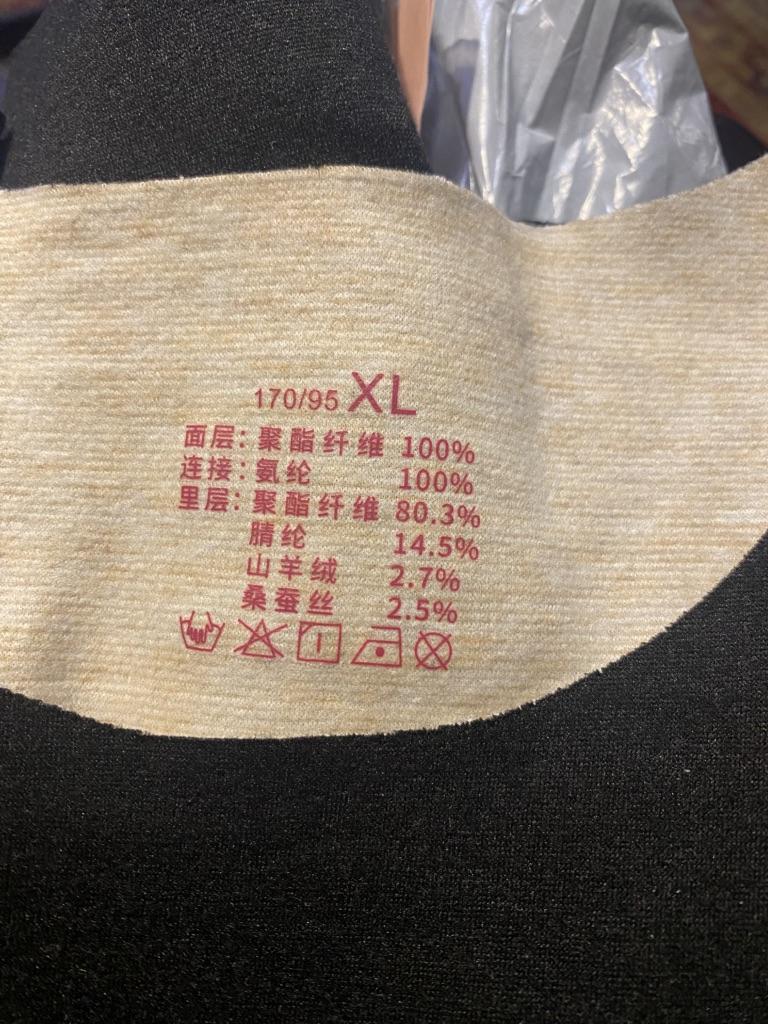 170/95 XL
面层：聚酯纤维 100%
连接：氨纶 100%
里层：聚酯纤维 80.3%
腈纶 14.5%
山羊绒 2.7%
桑蚕丝 2.5%